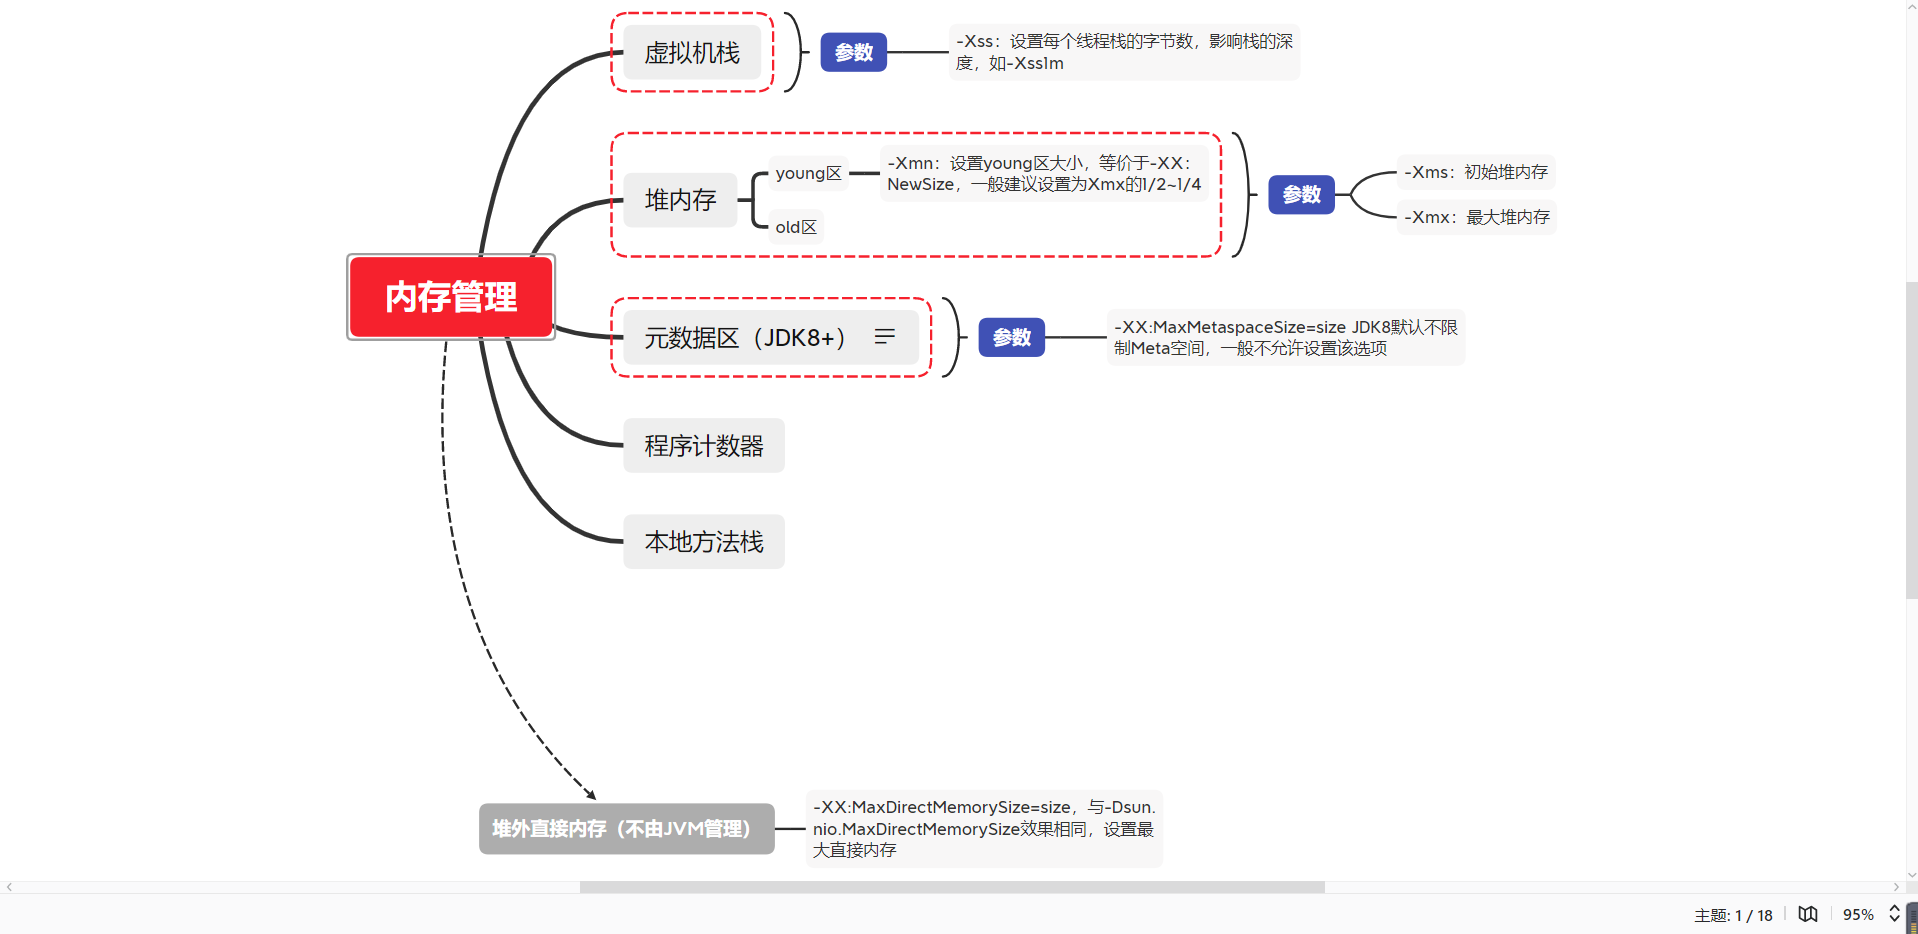 虚拟机栈
参数
-Xss：设置每个线程栈的字节数，影响栈的深
度，如-Xss1m
堆内存
young区
-Xmn：设置young区大小，等价于-XX：
NewSize，一般建议设置为Xmx的1/2~1/4
old区
参数
-Xms：初始堆内存
-Xmx：最大堆内存
内存管理
元数据区（JDK8+）
参数
-XX:MaxMetaspaceSize=size JDK8默认不限
制Meta空间，一般不允许设置该选项
程序计数器
本地方法栈
堆外直接内存（不由JVM管理）
-XX:MaxDirectMemorySize=size，与-Dsun.
nio.MaxDirectMemorySize效果相同，设置最
大直接内存
主题: 1 / 18
95%